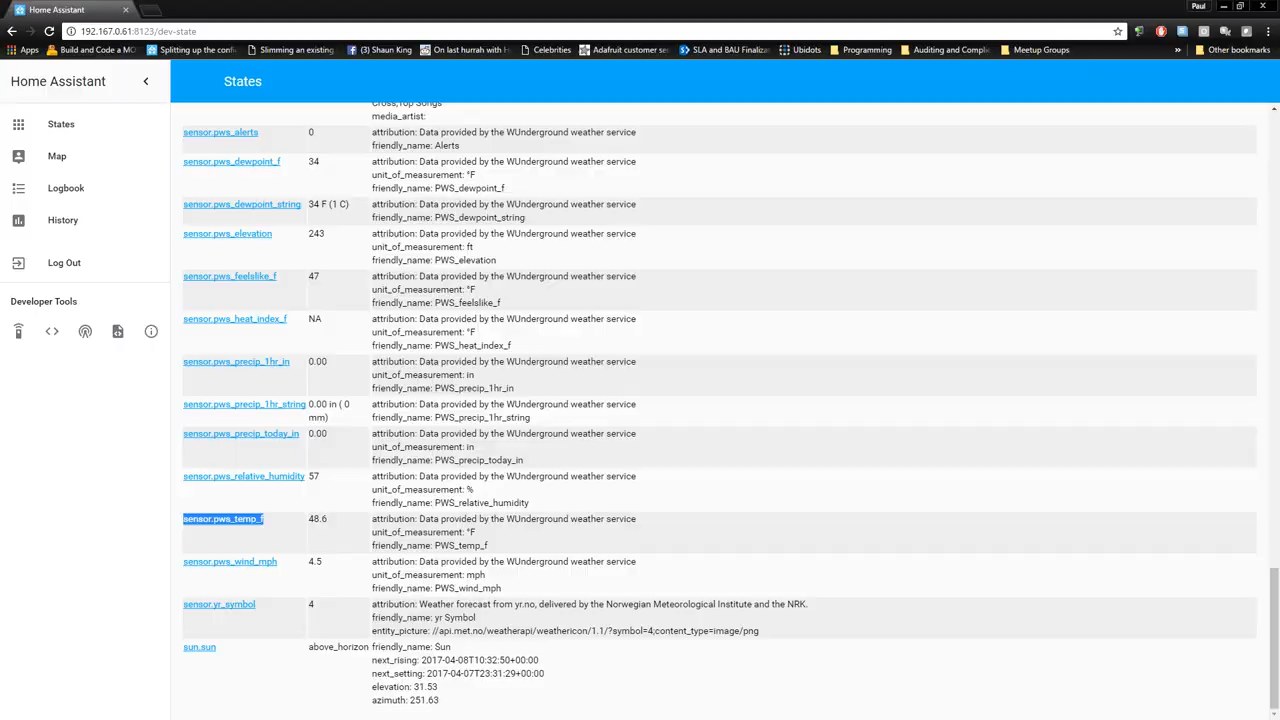 Home Assistant
Paul
192.167.0.61:8123/dev-state
Apps
Build and Code a MO
Splitting up the confi
Slimming an existing
(3) Shaun King
On last hurrah with H
Celebrities
Adafruit customer ser
SLA and BAU Finaliza
Ubidots
Programming
Auditing and Complia
Meetup Groups
»
Other bookmarks
Home Assistant
States
States
Map
Logbook
History
Log Out
Developer Tools
Cross,Top Songs
media_artist:
sensor.pws_alerts 0 attribution: Data provided by the WUnderground weather service
friendly_name: Alerts
sensor.pws_dewpoint_f 34 attribution: Data provided by the WUnderground weather service
unit_of_measurement: °F
friendly_name: PWS_dewpoint_f
sensor.pws_dewpoint_string 34 F (1 C) attribution: Data provided by the WUnderground weather service
friendly_name: PWS_dewpoint_string
sensor.pws_elevation 243 attribution: Data provided by the WUnderground weather service
unit_of_measurement: ft
friendly_name: PWS_elevation
sensor.pws_feelslike_f 47 attribution: Data provided by the WUnderground weather service
unit_of_measurement: °F
friendly_name: PWS_feelslike_f
sensor.pws_heat_index_f NA attribution: Data provided by the WUnderground weather service
unit_of_measurement: °F
friendly_name: PWS_heat_index_f
sensor.pws_precip_1hr_in 0.00 attribution: Data provided by the WUnderground weather service
unit_of_measurement: in
friendly_name: PWS_precip_1hr_in
sensor.pws_precip_1hr_string 0.00 in ( 0 attribution: Data provided by the WUnderground weather service
mm) friendly_name: PWS_precip_1hr_string
sensor.pws_precip_today_in 0.00 attribution: Data provided by the WUnderground weather service
unit_of_measurement: in
friendly_name: PWS_precip_today_in
sensor.pws_relative_humidity 57 attribution: Data provided by the WUnderground weather service
unit_of_measurement: %
friendly_name: PWS_relative_humidity
sensor.pws_temp_f 48.6 attribution: Data provided by the WUnderground weather service
unit_of_measurement: °F
friendly_name: PWS_temp_f
sensor.pws_wind_mph 4.5 attribution: Data provided by the WUnderground weather service
unit_of_measurement: mph
friendly_name: PWS_wind_mph
sensor.yr_symbol 4 attribution: Weather forecast from yr.no, delivered by the Norwegian Meteorological Institute and the NRK.
friendly_name: yr Symbol
entity_picture: //api.met.no/weatherapi/weathericon/1.1/?symbol=4;content_type=image/png
sun.sun above_horizon friendly_name: Sun
next_rising: 2017-04-08T10:32:50+00:00
next_setting: 2017-04-07T23:31:29+00:00
elevation: 31.53
azimuth: 251.63